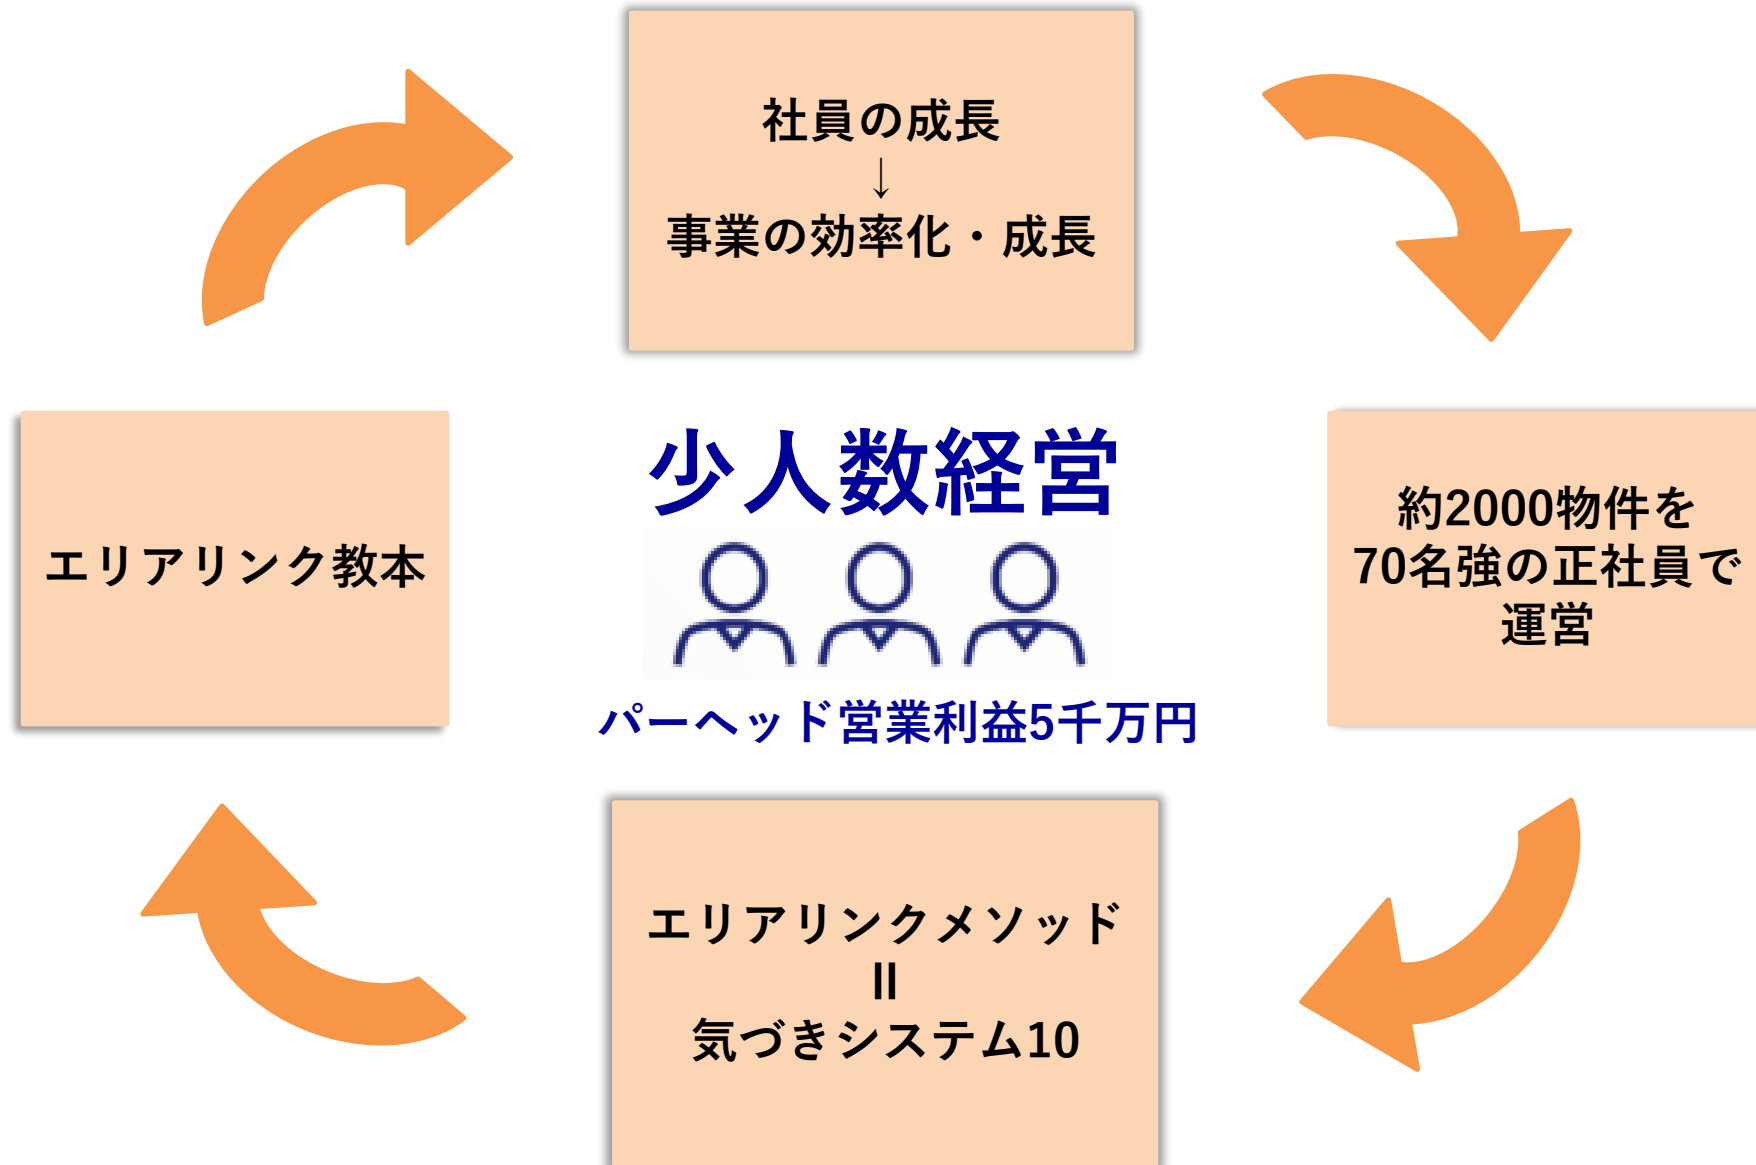 社員の成長
↓
事業の効率化・成長
少人数経営
エリアリンク教本
約2000物件を
70名強の正社員で
運営
パーヘッド営業利益5千万円
エリアリンクメソッド
||
気づきシステム10